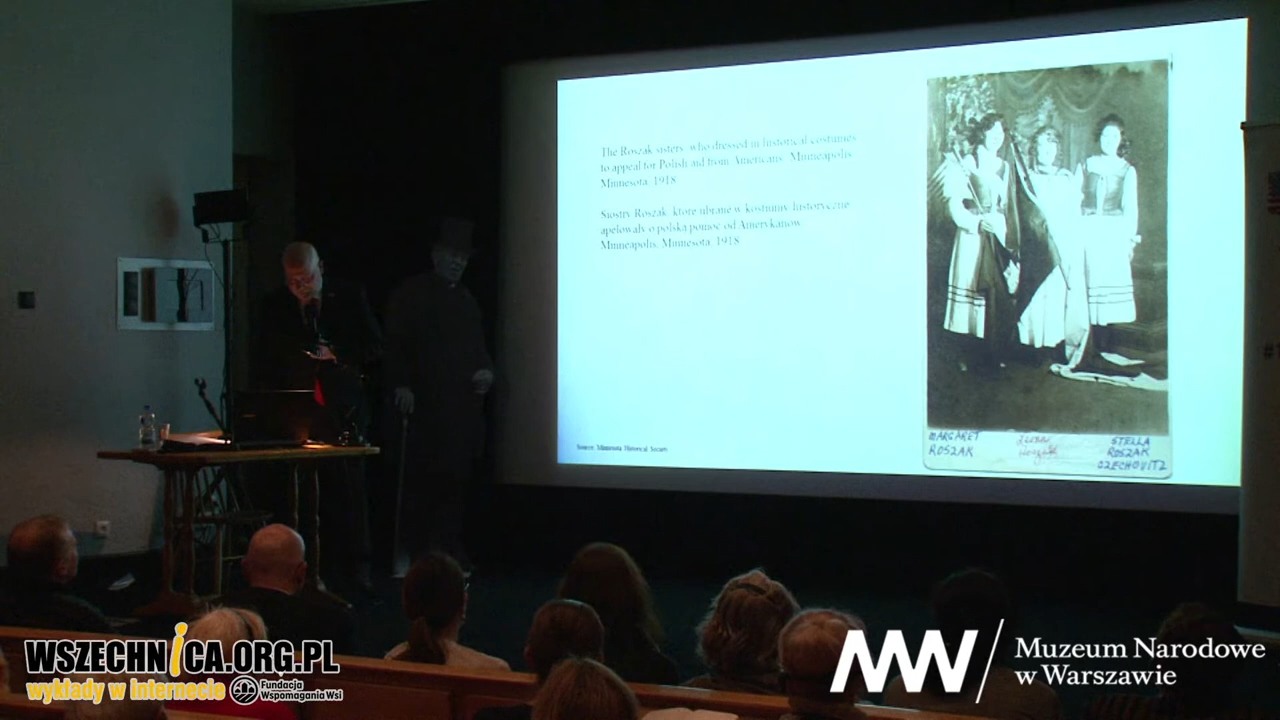 The Roszak sisters, who dressed in historical costumes
to appeal for Polish aid from Americans. Minneapolis.
Minnesota. 1918
Siostry Roszak, które ubrane w kostiumy historyczne
apelowały o polską pomoc od Amerykanów.
Minneapolis. Minnesota. 1918
Source: Minnesota Historical Society
MARGARET
ROSZAK
STELLA
ROSZAK
CZECHOVITZ
WSZECHNiCA.ORG.PL
wykłady w internecie
Fundacja
Wspomagania Wsi
Muzeum Narodowe
w Warszawie